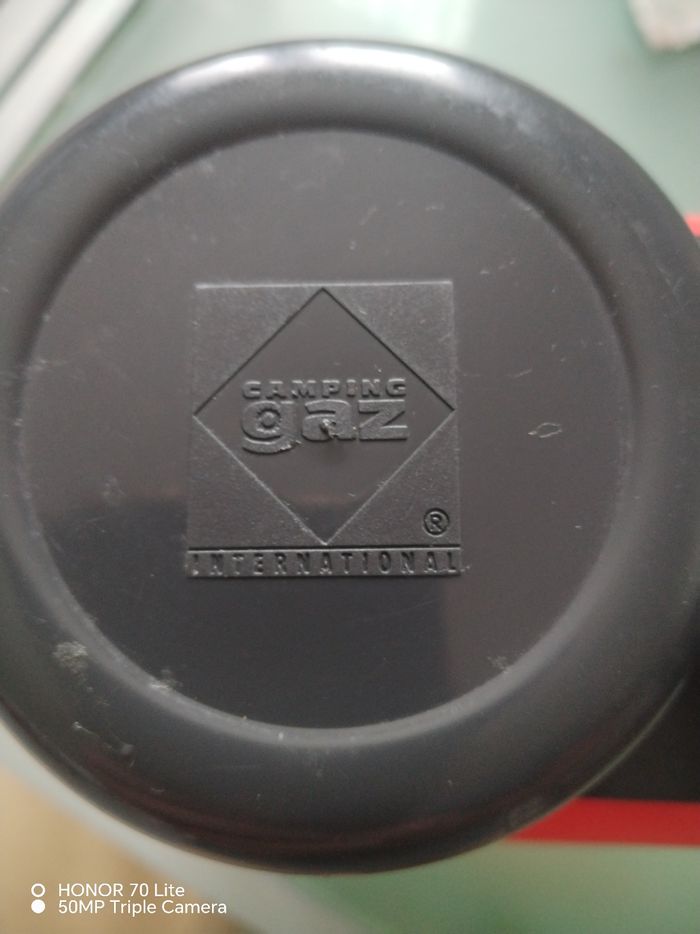 CAMPING
gaz
®
INTERNATIONAL
HONOR 70 Lite
50MP Triple Camera